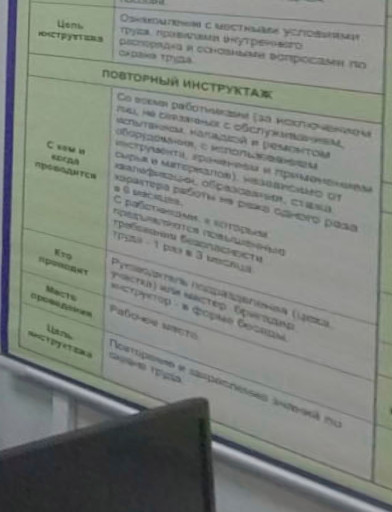 Цель
инструктажа
Ознакомление с местными условиями
труда, правилами внутреннего
распорядка и основными вопросами по
охране труда.
ПОВТОРНЫЙ ИНСТРУКТАЖ
С кем и
когда
проводится
Со всеми работниками (за исключением
лиц, не связанных с обслуживанием,
испытанием, наладкой и ремонтом
оборудования, с использованием
инструмента, хранением и применением
сырья и материалов), независимо от
квалификации, образования, стажа,
характера работы не реже одного раза
в 6 месяцев.
С работниками, к которым
предъявляются повышенные
требования безопасности
труда - 1 раз в 3 месяца.
Кто
проводит
Руководитель подразделения (цеха,
участка) или мастер, бригадир,
инструктор - в форме беседы.
Место
проведения
Рабочее место.
Цель
инструктажа
Повторение и закрепление знаний по
охране труда.